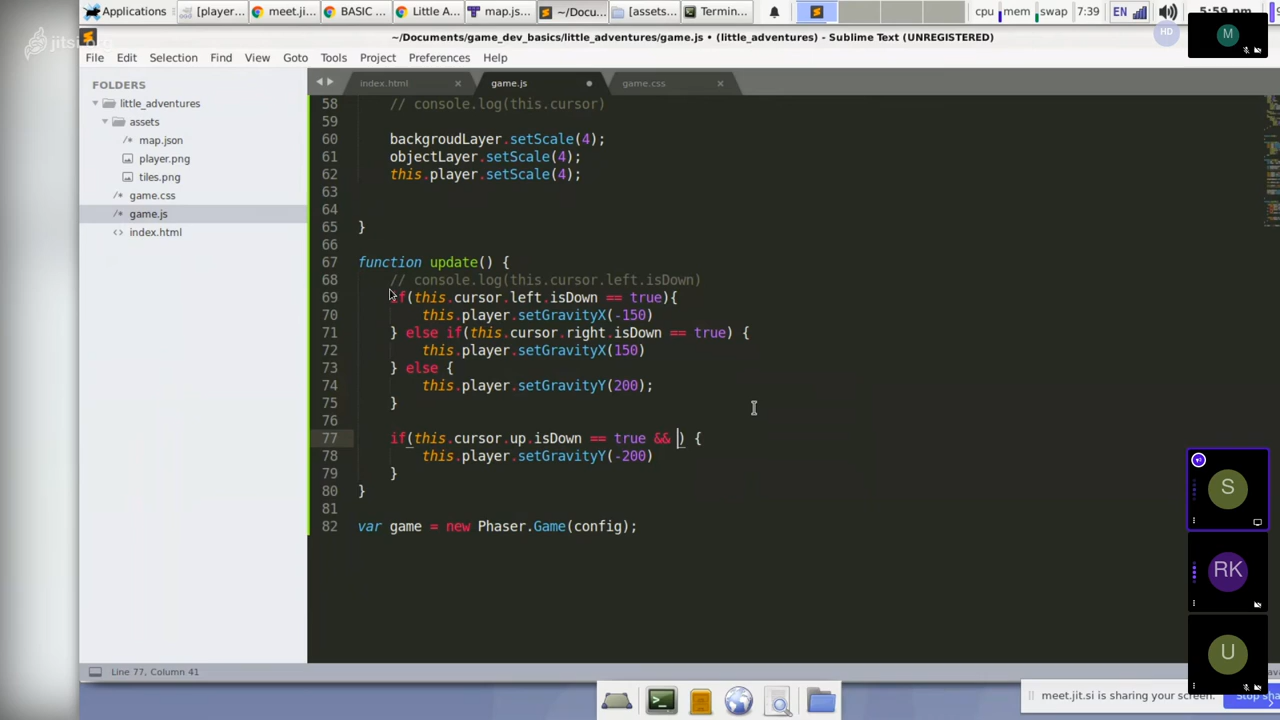 Applications
[player...
meet.ji...
BASIC ...
Little A...
map.js...
~/Docu...
[assets...
Termin...
cpu
mem
swap
7:39
EN
5:59 pm
jitsi.org
~/Documents/game_dev_basics/little_adventures/game.js • (little_adventures) - Sublime Text (UNREGISTERED)
HD
M
File Edit Selection Find View Goto Tools Project Preferences Help
FOLDERS
little_adventures
assets
map.json
player.png
tiles.png
game.css
game.js
index.html
index.html
game.js
game.css
58 // console.log(this.cursor)
59
60 backgroudLayer.setScale(4);
61 objectLayer.setScale(4);
62 this.player.setScale(4);
63
64
65 }
66
67 function update() {
68 // console.log(this.cursor.left.isDown)
69 if(this.cursor.left.isDown == true){
70 this.player.setGravityX(-150)
71 } else if(this.cursor.right.isDown == true) {
72 this.player.setGravityX(150)
73 } else {
74 this.player.setGravityY(200);
75 }
76
77 if(this.cursor.up.isDown == true && ) {
78 this.player.setGravityY(-200)
79 }
80 }
81
82 var game = new Phaser.Game(config);
S
RK
U
Line 77, Column 41
meet.jit.si is sharing your screen.
Stop sha